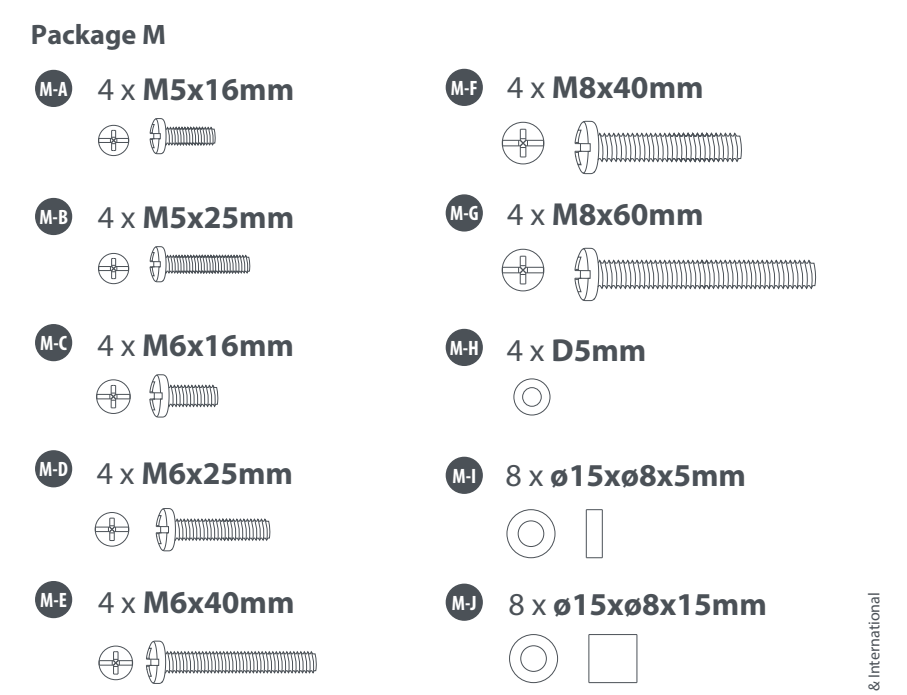 Package M
M-A 4 x M5x16mm
M-B 4 x M5x25mm
M-C 4 x M6x16mm
M-D 4 x M6x25mm
M-E 4 x M6x40mm
M-F 4 x M8x40mm
M-G 4 x M8x60mm
M-H 4 x D5mm
M-I 8 x ø15xø8x5mm
M-J 8 x ø15xø8x15mm
& International